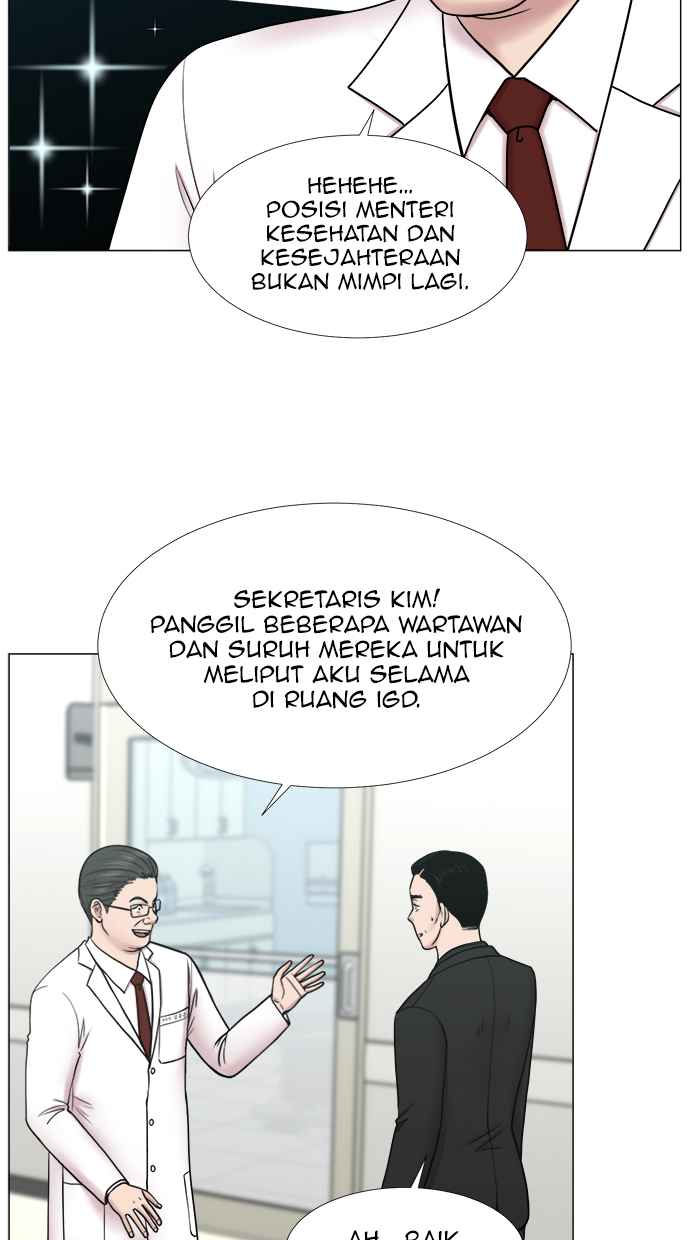 HEHEHE...
POSISI MENTERI
KESEHATAN DAN
KESEJAHTERAAN
BUKAN MIMPI LAGI.
SEKRETARIS KIM!
PANGGIL BEBERAPA WARTAWAN
DAN SURUH MEREKA UNTUK
MELIPUT AKU SELAMA
DI RUANG IGD.
AH... BAIK